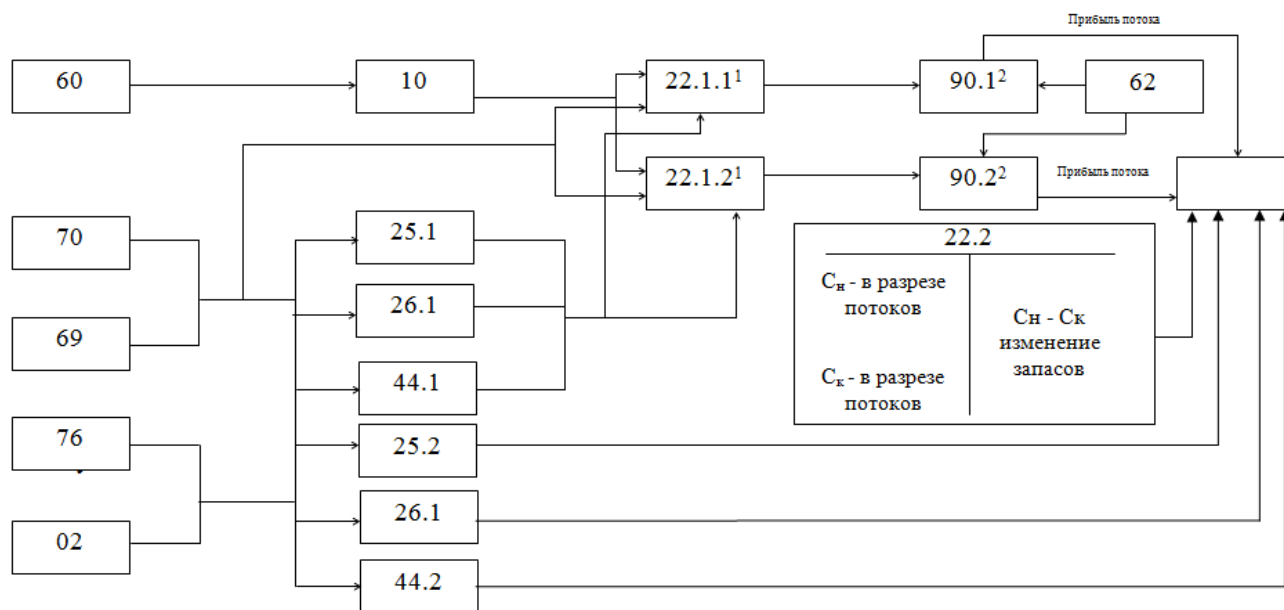 Прибыль потока
60
10
22.1.1¹
90.1²
62
22.1.2¹
90.2²
Прибыль потока
70
25.1
22.2
69
26.1
Сн - в разрезе
потоков
Сн - Ск
изменение
запасов
Ск - в разрезе
потоков
44.1
76
25.2
02
26.1
44.2